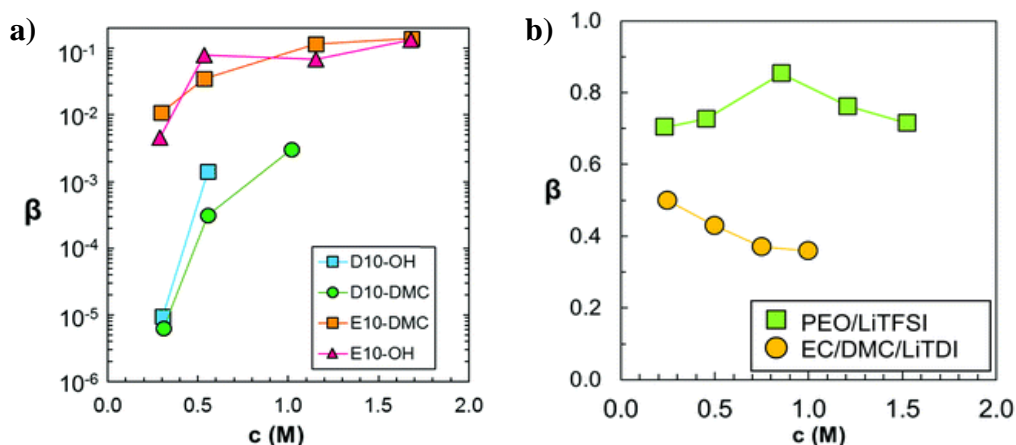 a)
β
10⁻¹
10⁻²
10⁻³
10⁻⁴
10⁻⁵
10⁻⁶
D10-OH
D10-DMC
E10-DMC
E10-OH
0.0 0.5 1.0 1.5 2.0
c (M)
b)
β
1.0
0.8
0.6
0.4
0.2
0.0
PEO/LiTFSI
EC/DMC/LiTDI
0.0 0.5 1.0 1.5 2.0
c (M)